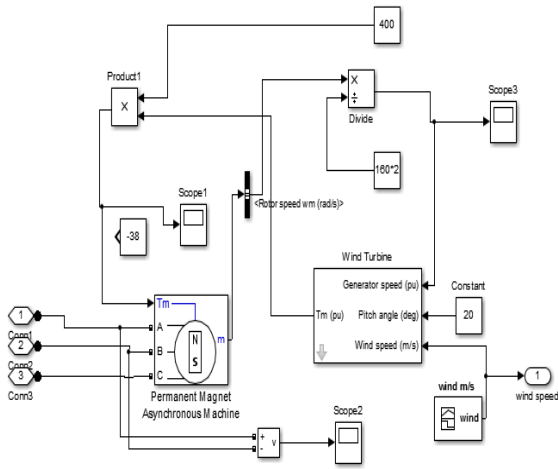 400
Product1
X
X
÷
Divide
Scope3
160*2
Scope1
<Rotor speed wm (rad/s)>
-38
Wind Turbine
Generator speed (pu)
Tm (pu)
Pitch angle (deg)
Wind speed (m/s)
Constant
20
Tm
m
A
B
C
N
S
1
Conn1
2
Conn2
3
Conn3
Permanent Magnet
Asynchronous Machine
wind m/s
wind
1
wind speed
Scope2
+
-
v